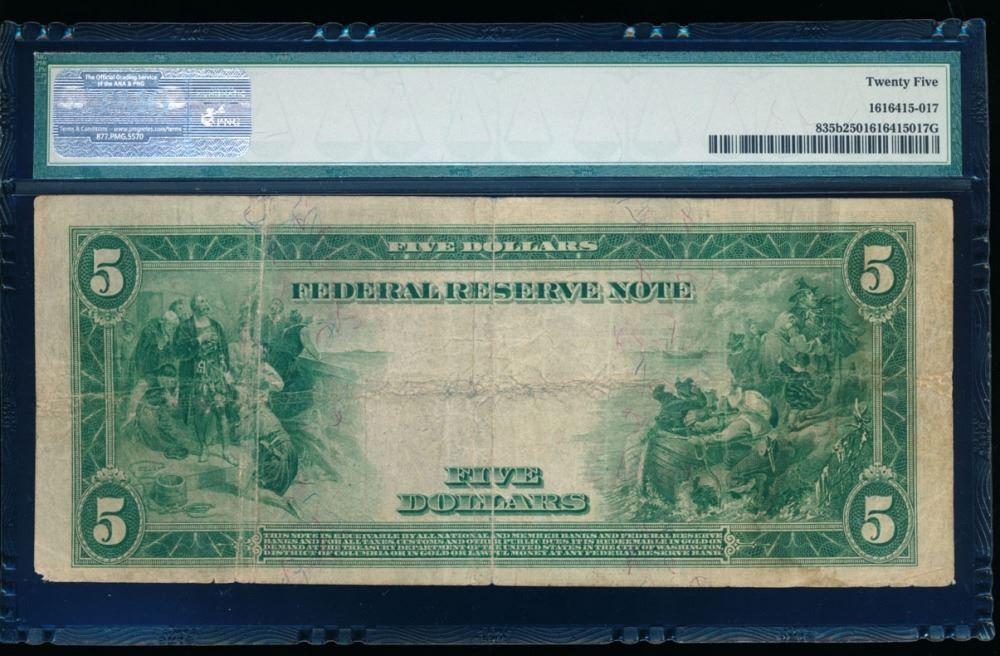 The Official Grading Service
of the ANA & PNG
Terms & Conditions – www.pmgnotes.com/terms
877.PMG.5570
PMG
Twenty Five
1616415-017
835b2501616415017G
5
FIVE DOLLARS
5
FEDERAL RESERVE NOTE
FIVE
DOLLARS
5
THIS NOTE IS RECEIVABLE BY ALL NATIONAL AND MEMBER BANKS AND FEDERAL RESERVE
BANKS AND FOR ALL TAXES, CUSTOMS AND OTHER PUBLIC DUES. IT IS REDEEMABLE IN GOLD ON
DEMAND AT THE TREASURY DEPARTMENT OF THE UNITED STATES IN THE CITY OF WASHINGTON
DISTRICT OF COLUMBIA OR IN GOLD OR LAWFUL MONEY AT ANY FEDERAL RESERVE BANK.
5